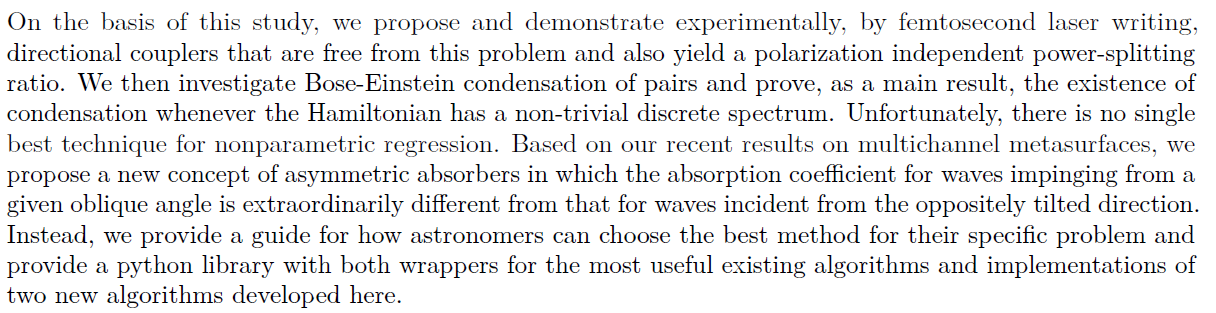 On the basis of this study, we propose and demonstrate experimentally, by femtosecond laser writing,
directional couplers that are free from this problem and also yield a polarization independent power-splitting
ratio. We then investigate Bose-Einstein condensation of pairs and prove, as a main result, the existence of
condensation whenever the Hamiltonian has a non-trivial discrete spectrum. Unfortunately, there is no single
best technique for nonparametric regression. Based on our recent results on multichannel metasurfaces, we
propose a new concept of asymmetric absorbers in which the absorption coefficient for waves impinging from a
given oblique angle is extraordinarily different from that for waves incident from the oppositely tilted direction.
Instead, we provide a guide for how astronomers can choose the best method for their specific problem and
provide a python library with both wrappers for the most useful existing algorithms and implementations of
two new algorithms developed here.